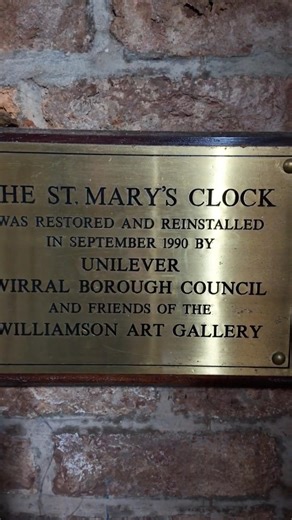 HE ST. MARY'S CLOCK
WAS RESTORED AND REINSTALLED
IN SEPTEMBER 1990 BY
UNILEVER
WIRRAL BOROUGH COUNCIL
AND FRIENDS OF THE
WILLIAMSON ART GALLERY